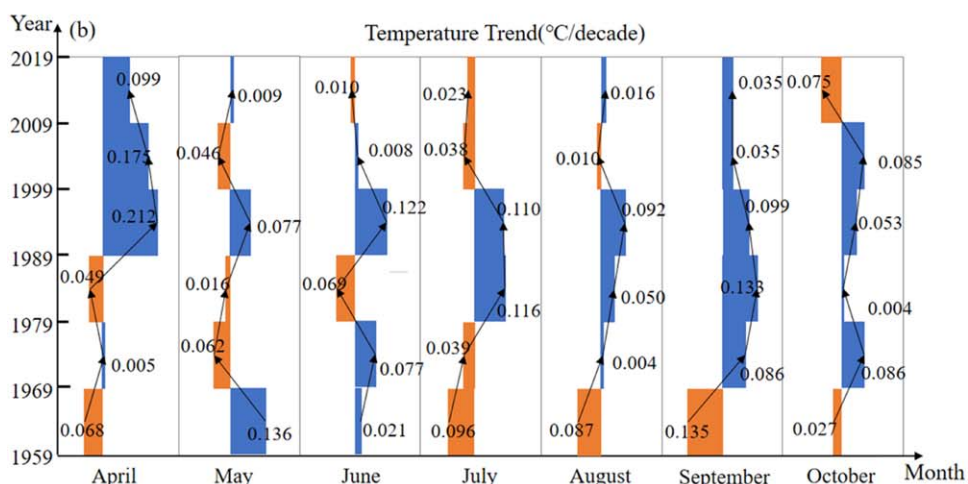 Year (b) Temperature Trend(°C/decade)
2019
0.099 0.009 0.010 0.023 0.016 0.035 0.075
2009
0.175 0.046 0.008 0.038 0.010 0.035 0.085
1999
0.212 0.077 0.122 0.110 0.092 0.099 0.053
1989
0.049 0.016 0.069 0.116 0.050 0.133 0.004
1979
0.005 0.062 0.077 0.039 0.004 0.086 0.086
1969
0.068 0.136 0.021 0.096 0.087 0.135 0.027
1959
April May June July August September October Month